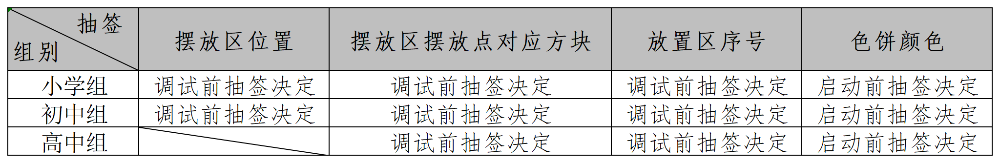 抽签
组别
摆放区位置 摆放区摆放点对应方块 放置区序号 色饼颜色
小学组 调试前抽签决定 调试前抽签决定 调试前抽签决定 启动前抽签决定
初中组 调试前抽签决定 调试前抽签决定 调试前抽签决定 启动前抽签决定
高中组 调试前抽签决定 调试前抽签决定 启动前抽签决定